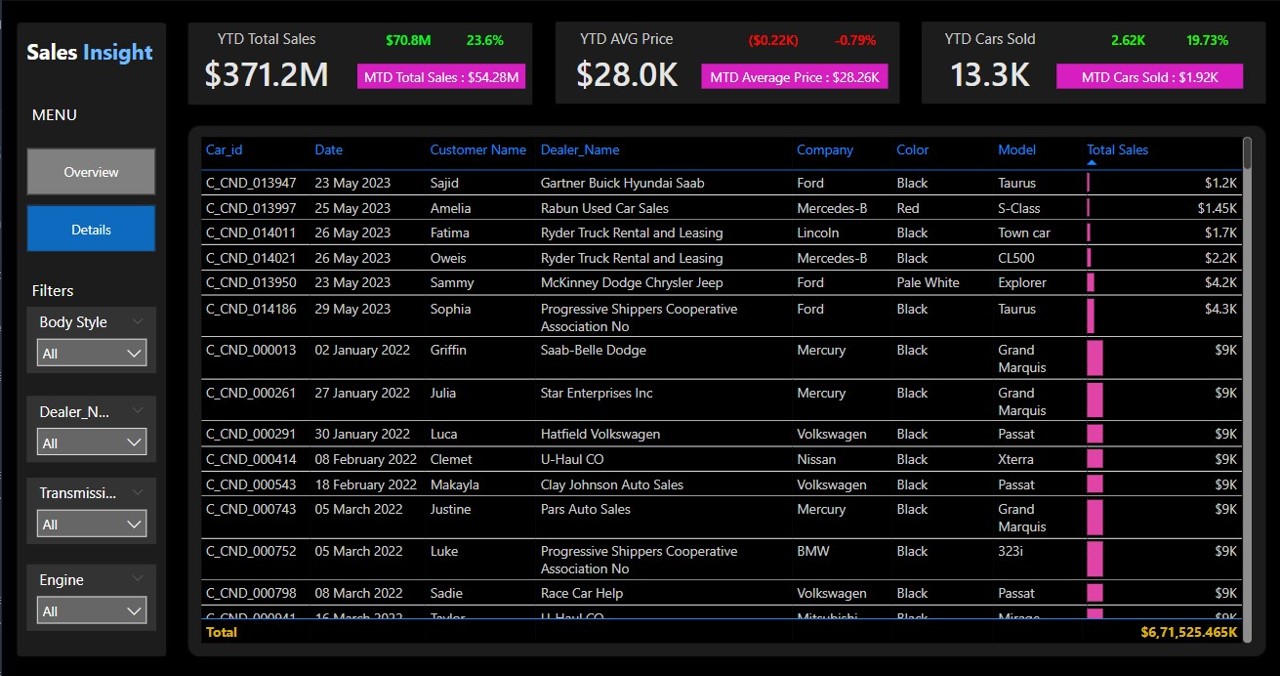 Sales Insight
MENU
Overview
Details
Filters
Body Style
All
Dealer_N...
All
Transmissi...
All
Engine
All
YTD Total Sales $70.8M 23.6%
$371.2M MTD Total Sales : $54.28M
YTD AVG Price ($0.22K) -0.79%
$28.0K MTD Average Price : $28.26K
YTD Cars Sold 2.62K 19.73%
13.3K MTD Cars Sold : $1.92K
Car_id Date Customer Name Dealer_Name Company Color Model Total Sales
C_CND_013947 23 May 2023 Sajid Gartner Buick Hyundai Saab Ford Black Taurus $1.2K
C_CND_013997 25 May 2023 Amelia Rabun Used Car Sales Mercedes-B Red S-Class $1.45K
C_CND_014011 26 May 2023 Fatima Ryder Truck Rental and Leasing Lincoln Black Town car $1.7K
C_CND_014021 26 May 2023 Oweis Ryder Truck Rental and Leasing Mercedes-B Black CL500 $2.2K
C_CND_013950 23 May 2023 Sammy McKinney Dodge Chrysler Jeep Ford Pale White Explorer $4.2K
C_CND_014186 29 May 2023 Sophia Progressive Shippers Cooperative Ford Black Taurus $4.3K
Association No
C_CND_000013 02 January 2022 Griffin Saab-Belle Dodge Mercury Black Grand $9K
Marquis
C_CND_000261 27 January 2022 Julia Star Enterprises Inc Mercury Black Grand $9K
Marquis
C_CND_000291 30 January 2022 Luca Hatfield Volkswagen Volkswagen Black Passat $9K
C_CND_000414 08 February 2022 Clemet U-Haul CO Nissan Black Xterra $9K
C_CND_000543 18 February 2022 Makayla Clay Johnson Auto Sales Volkswagen Black Passat $9K
C_CND_000743 05 March 2022 Justine Pars Auto Sales Mercury Black Grand $9K
Marquis
C_CND_000752 05 March 2022 Luke Progressive Shippers Cooperative BMW Black 323i $9K
Association No
C_CND_000798 08 March 2022 Sadie Race Car Help Volkswagen Black Passat $9K
C_CND_000941 16 March 2022 Taylor U-Haul CO Mitsubishi Black Mirage $9K
Total $6,71,525.465K